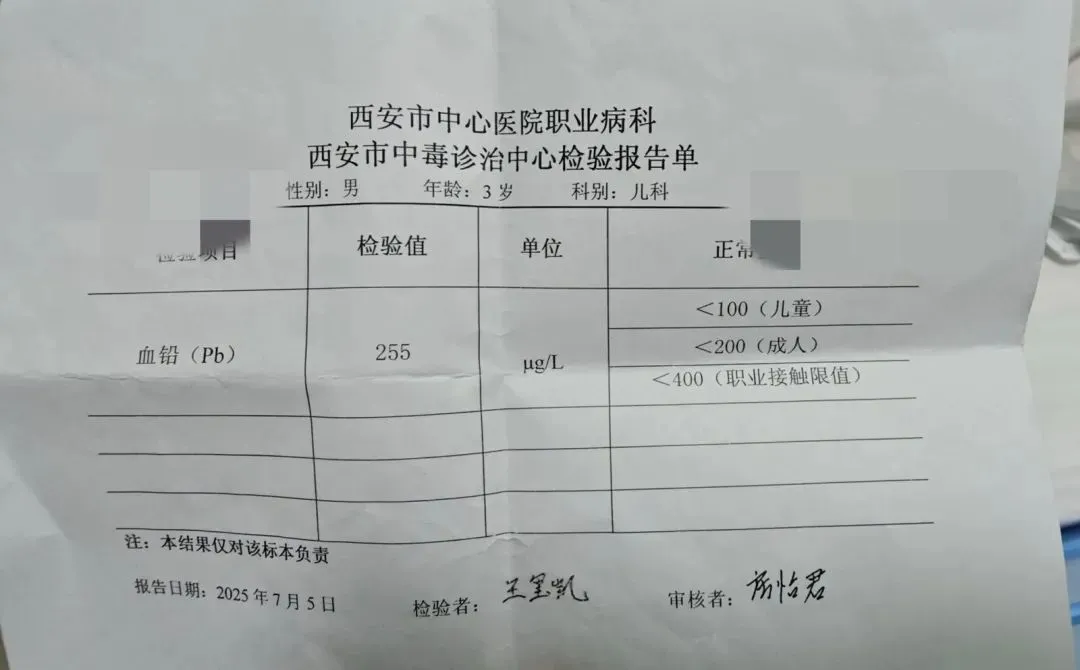 西安市中心医院职业病科
西安市中毒诊治中心检验报告单
性别：男 年龄：3岁 科别：儿科
检验项目 检验值 单位 正常
血铅（Pb） 255 μg/L <100（儿童）
<200（成人）
<400（职业接触限值）
注：本结果仅对该标本负责
报告日期：2025年7月5日 检验者： 审核者：